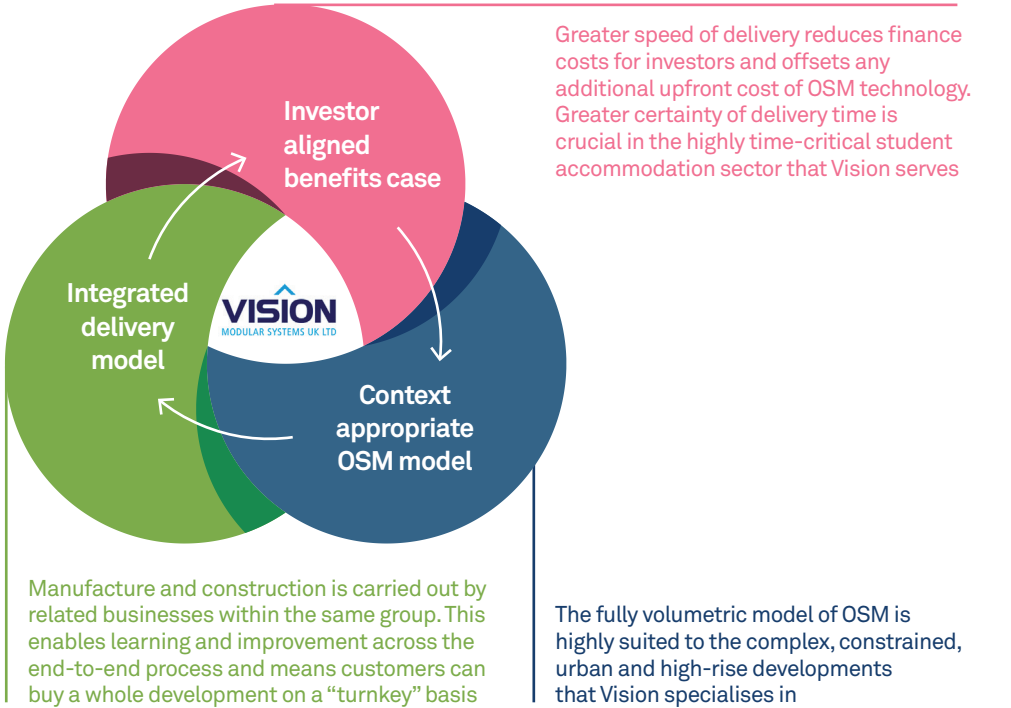 Greater speed of delivery reduces finance
costs for investors and offsets any
additional upfront cost of OSM technology.
Greater certainty of delivery time is
crucial in the highly time-critical student
accommodation sector that Vision serves
Investor
aligned
benefits case
Integrated
delivery
model
VISION
MODULAR SYSTEMS UK LTD
Context
appropriate
OSM model
Manufacture and construction is carried out by
related businesses within the same group. This
enables learning and improvement across the
end-to-end process and means customers can
buy a whole development on a “turnkey” basis
The fully volumetric model of OSM is
highly suited to the complex, constrained,
urban and high-rise developments
that Vision specialises in